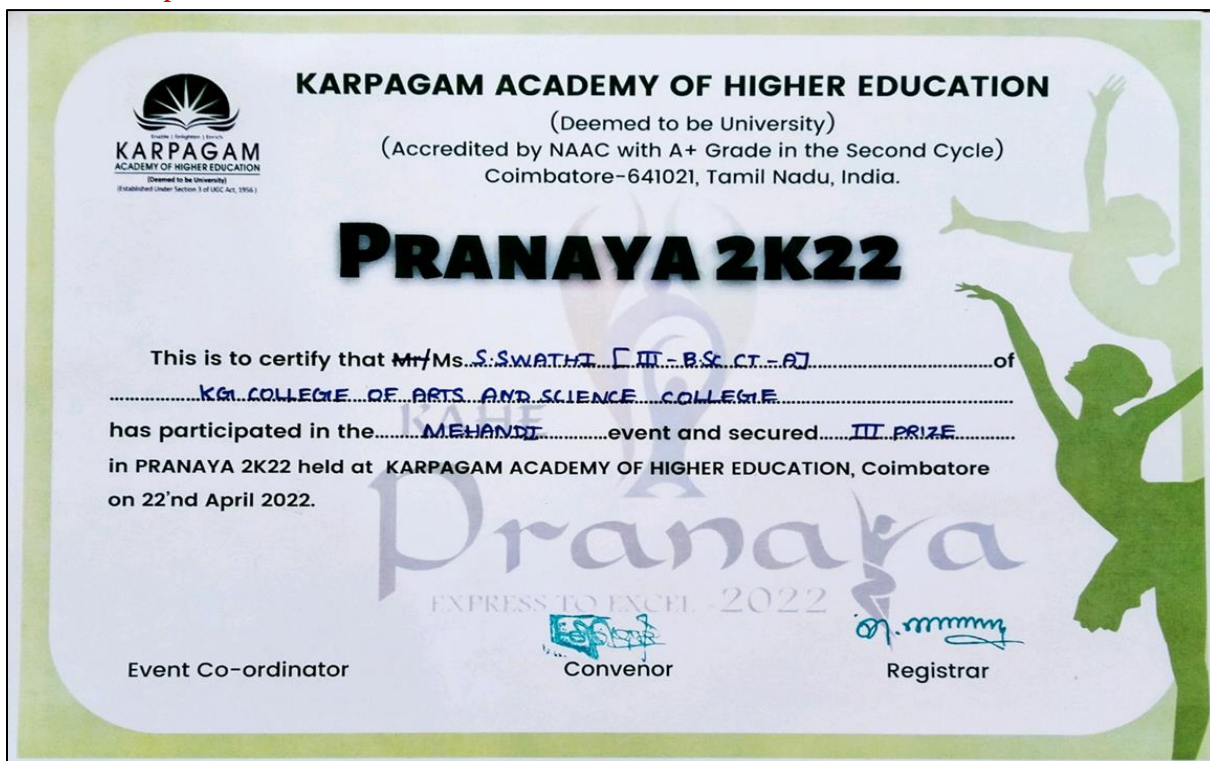 KARPAGAM ACADEMY OF HIGHER EDUCATION
(Deemed to be University)
(Accredited by NAAC with A+ Grade in the Second Cycle)
Coimbatore-641021, Tamil Nadu, India.
Enable | Enlighten | Enrich
KARPAGAM
ACADEMY OF HIGHER EDUCATION
(Deemed to be University)
(Established Under Section 3 of UGC Act, 1956 )
PRANAYA 2K22
This is to certify that Mr/Ms. S.SWATHI [ III - B.Sc CT - A] of
KG COLLEGE OF ARTS AND SCIENCE COLLEGE
has participated in the MEHANDI event and secured III PRIZE
in PRANAYA 2K22 held at KARPAGAM ACADEMY OF HIGHER EDUCATION, Coimbatore
on 22'nd April 2022.
KAHE
Pranaya
EXPRESS TO EXCEL - 2022
Event Co-ordinator
Convenor
Registrar